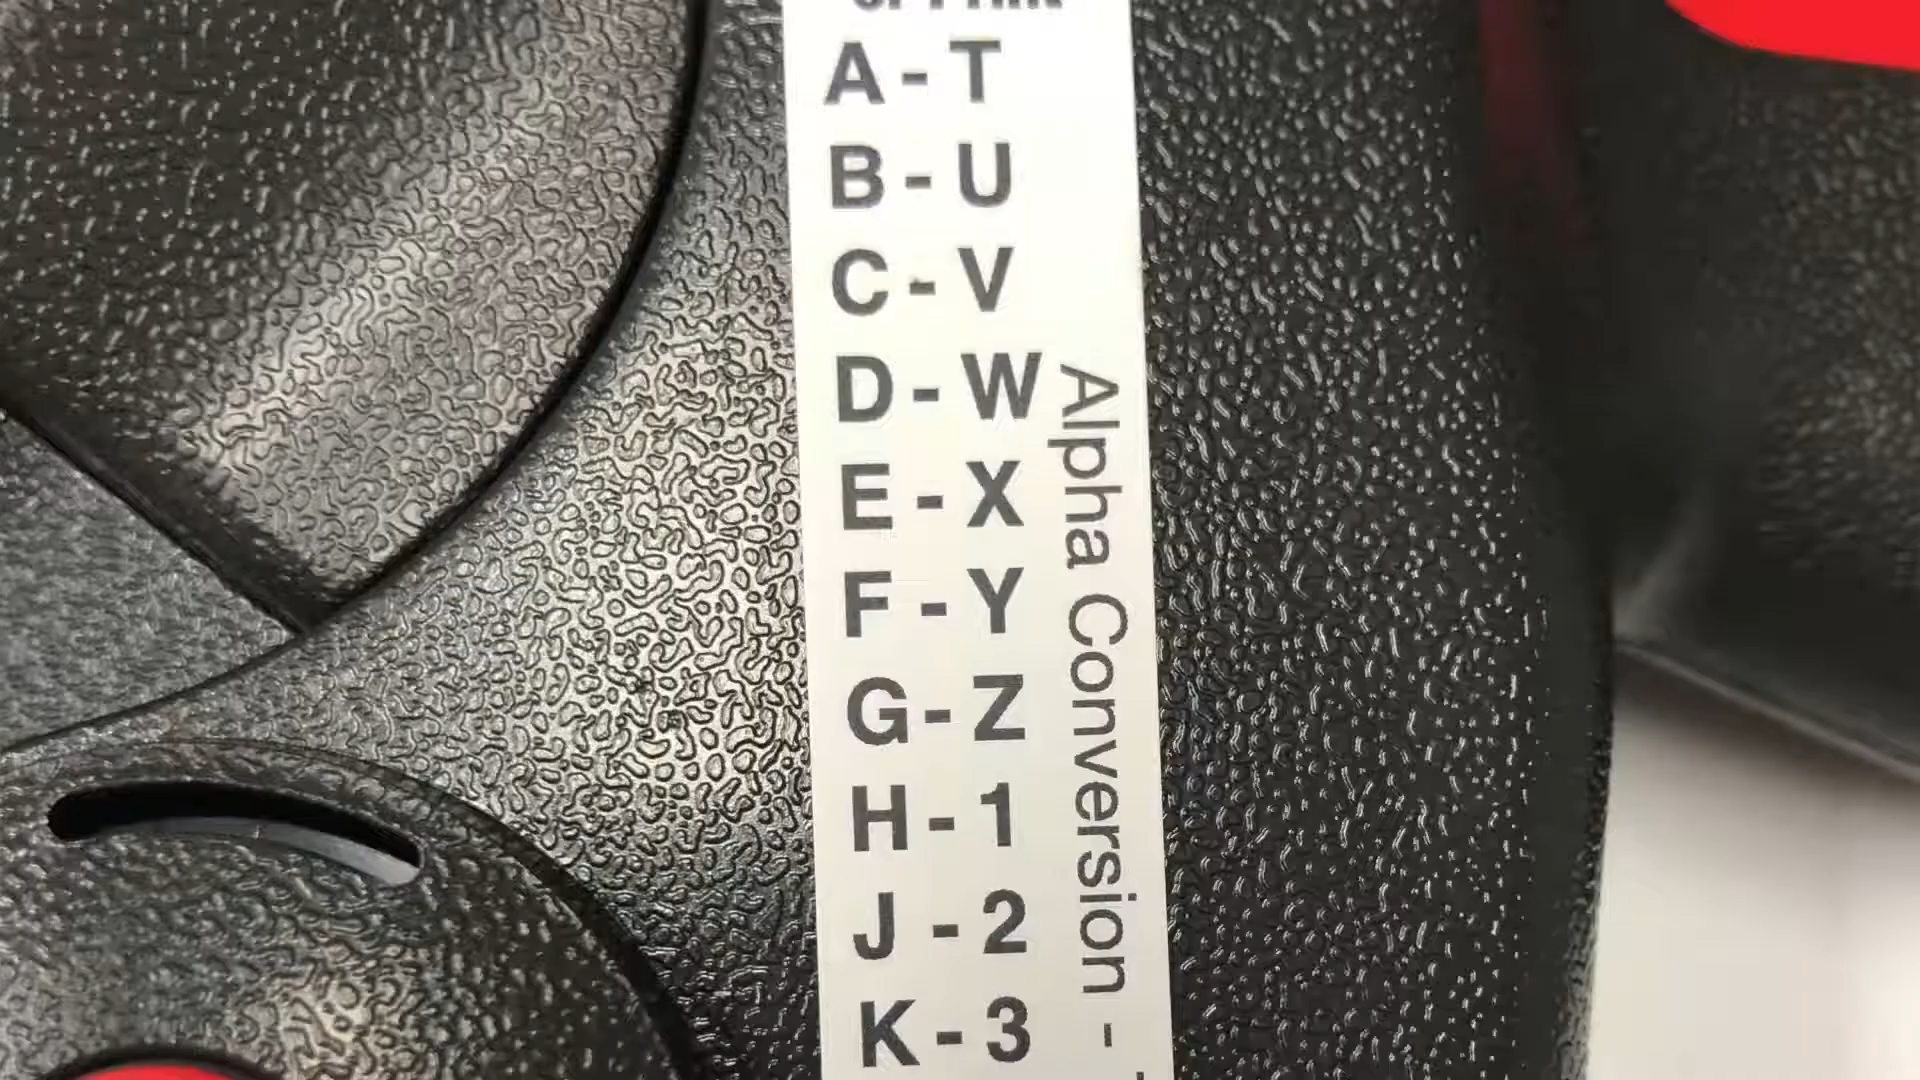 A - T
B - U
C - V
D - W
E - X
F - Y
G - Z
H - 1
J - 2
K - 3
Alpha Conversion -